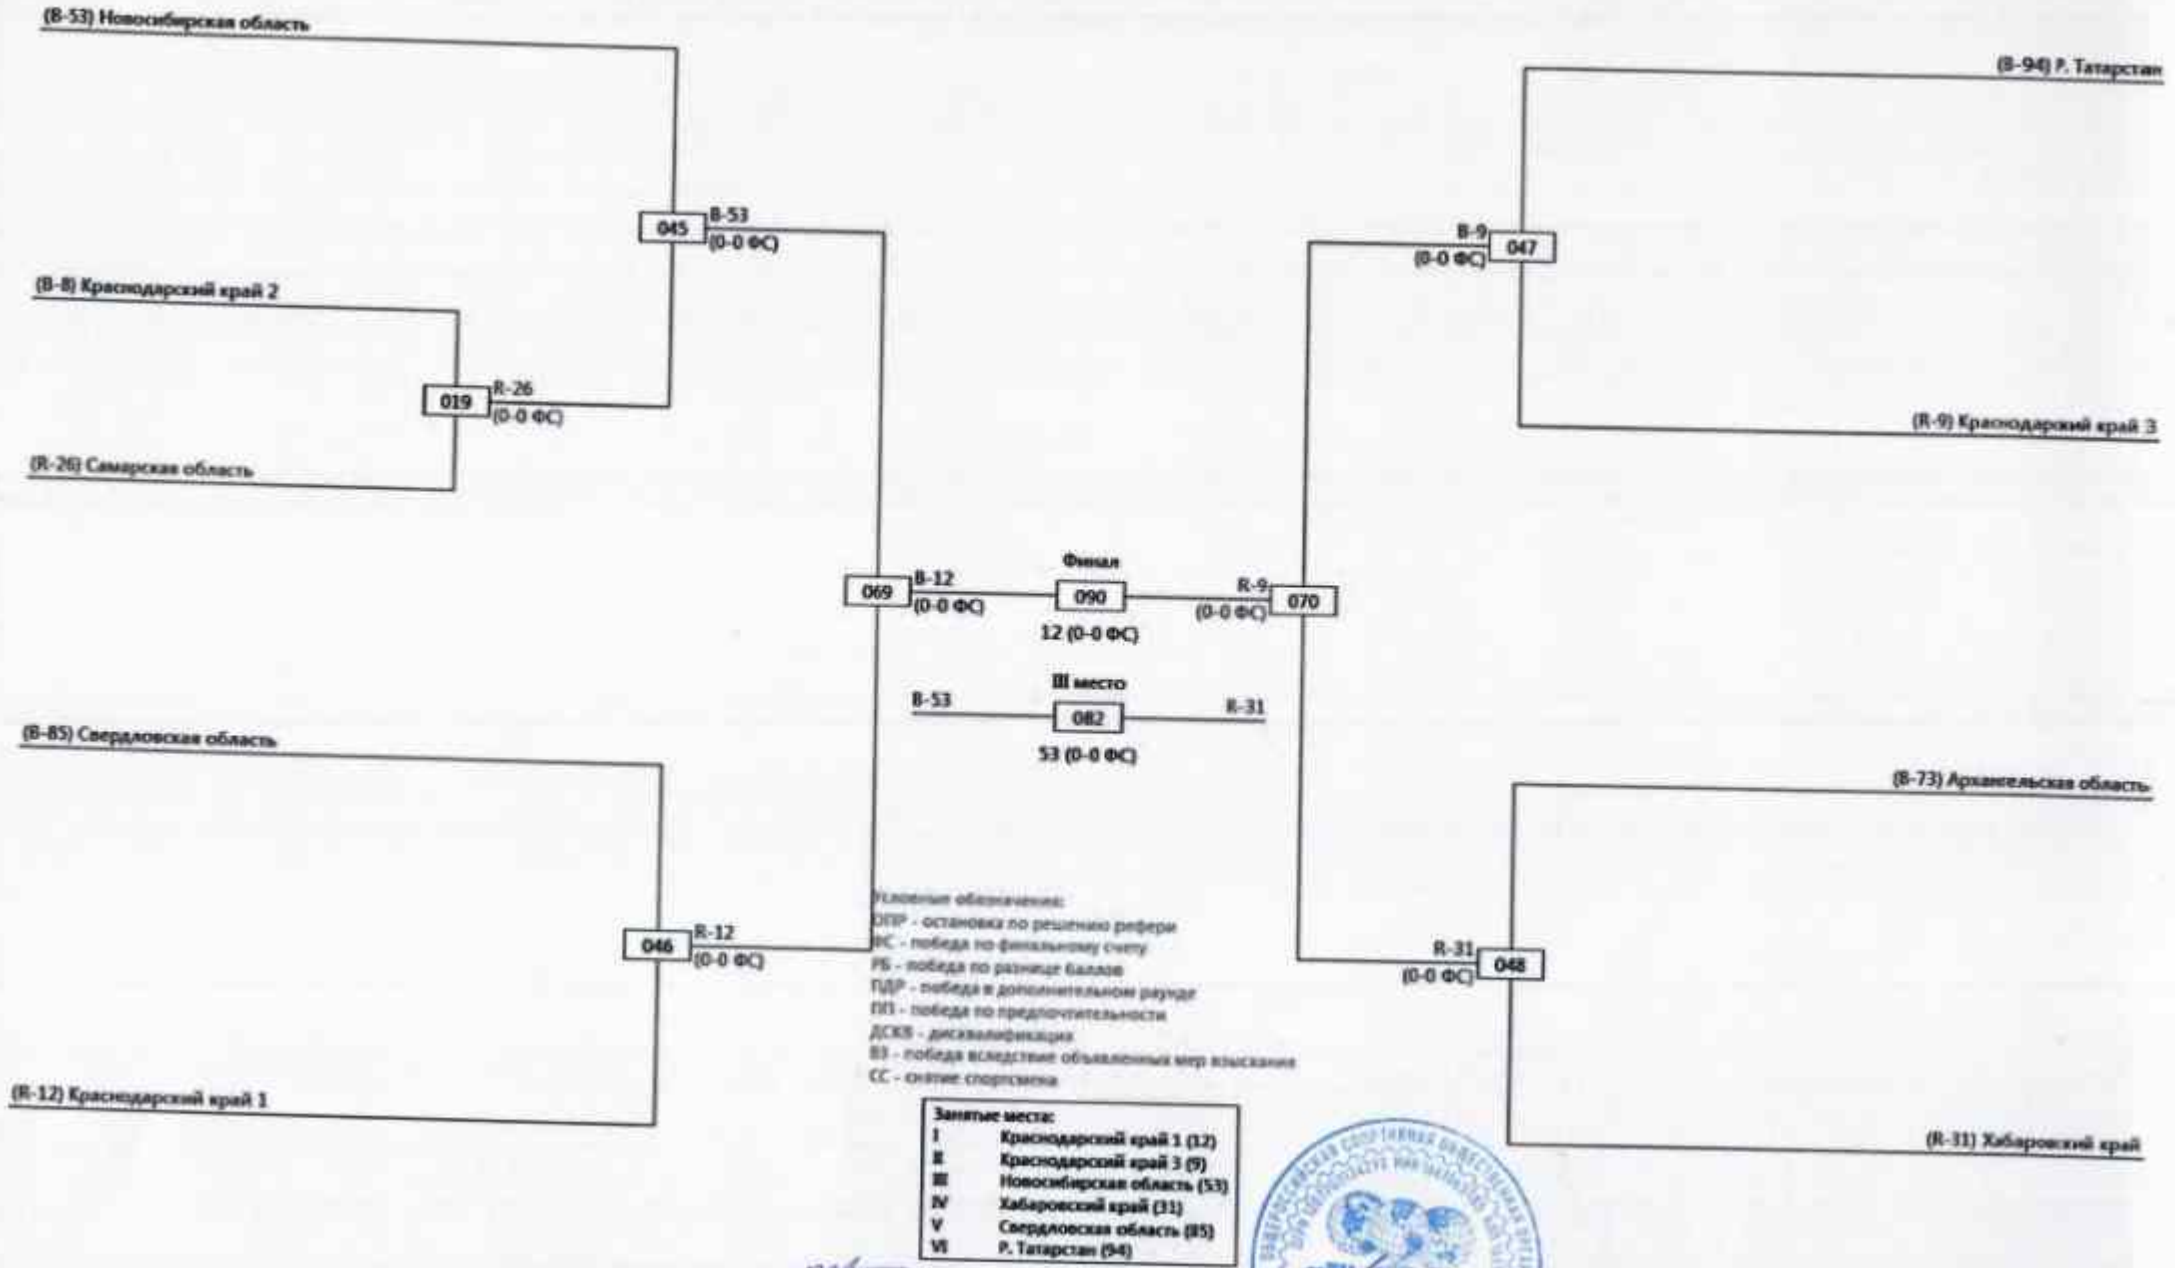 (B-53) Новосибирская область
(B-94) Р. Татарстан
B-53
045
(0-0 ФС)
B-9
047
(0-0 ФС)
(B-8) Краснодарский край 2
R-26
019
(0-0 ФС)
(R-9) Краснодарский край 3
(R-26) Самарская область
Финал
B-12
069
(0-0 ФС)
090
R-9
070
(0-0 ФС)
12 (0-0 ФС)
III место
B-53
082
R-31
53 (0-0 ФС)
(B-85) Свердловская область
(B-73) Архангельская область
R-12
046
(0-0 ФС)
R-31
048
(0-0 ФС)
Условные обозначения:
ОПР - остановка по решению рефери
ФС - победа по финальному счету
РБ - победа по разнице баллов
ПДР - победа в дополнительном раунде
ПП - победа по предпочтительности
ДСКВ - дисквалификация
ВЗ - победа вследствие объявленных мер взыскания
СС - снятие спортсмена
(R-12) Краснодарский край 1
(R-31) Хабаровский край
Занятые места:
I Краснодарский край 1 (12)
II Краснодарский край 3 (9)
III Новосибирская область (53)
IV Хабаровский край (31)
V Свердловская область (85)
VI Р. Татарстан (94)
ОБЩЕРОССИЙСКАЯ СПОРТИВНАЯ ОБЩЕСТВЕННАЯ